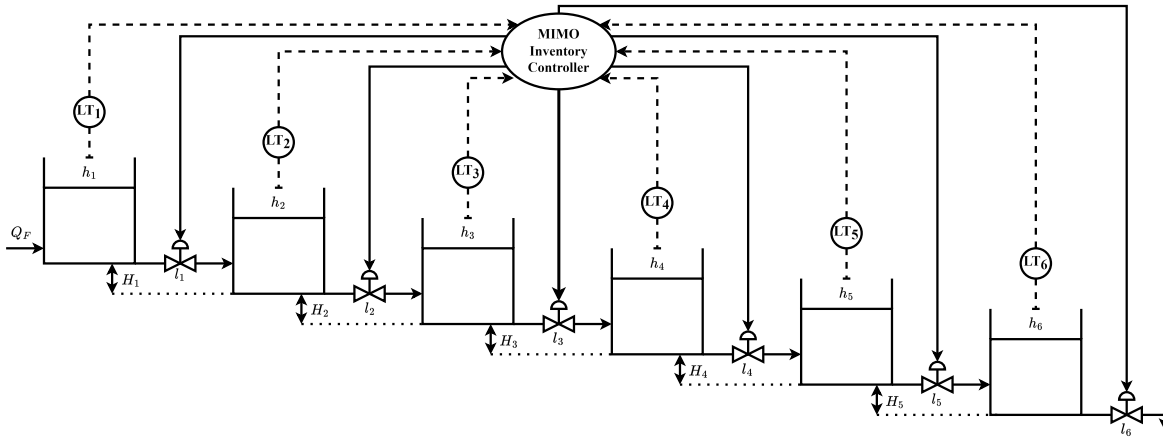 MIMO
Inventory
Controller
LT1
LT2
LT3
LT4
LT5
LT6
h1
h2
h3
h4
h5
h6
QF
H1
l1
H2
l2
H3
l3
H4
l4
H5
l5
l6